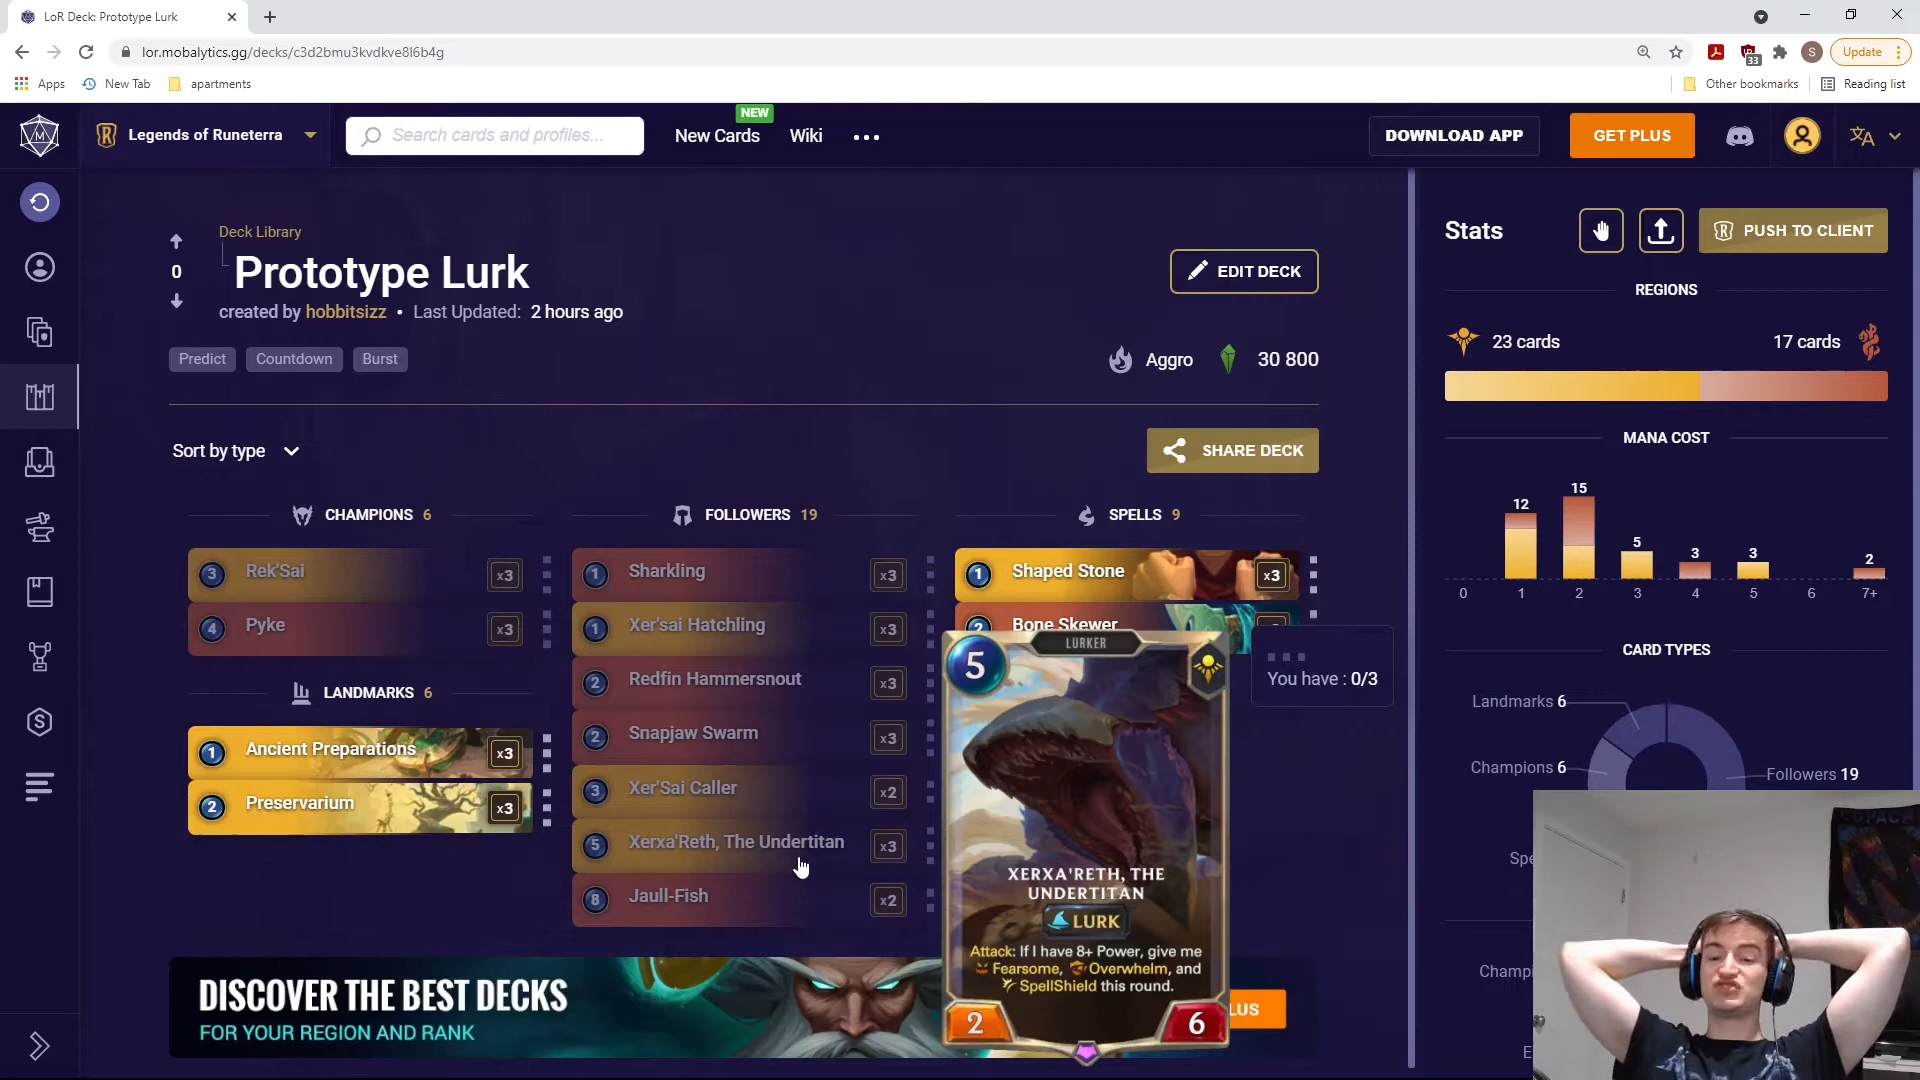 LoR Deck: Prototype Lurk
lor.mobalytics.gg/decks/c3d2bmu3kvdkve8l6b4g
33
S
Update
Apps
New Tab
apartments
Other bookmarks
Reading list
Legends of Runeterra
Search cards and profiles...
New Cards
NEW
Wiki
DOWNLOAD APP
GET PLUS
Deck Library
Prototype Lurk
0
created by hobbitsizz • Last Updated: 2 hours ago
EDIT DECK
Predict
Countdown
Burst
Aggro
30 800
Sort by type
SHARE DECK
CHAMPIONS 6
3 Rek'Sai x3
4 Pyke x3
LANDMARKS 6
1 Ancient Preparations x3
2 Preservarium x3
FOLLOWERS 19
1 Sharkling x3
1 Xer'sai Hatchling x3
2 Redfin Hammersnout x3
2 Snapjaw Swarm x3
3 Xer'Sai Caller x2
5 Xerxa'Reth, The Undertitan x3
8 Jaull-Fish x2
SPELLS 9
1 Shaped Stone x3
2 Bone Skewer
LURKER
5
XERXA'RETH, THE
UNDERTITAN
LURK
Attack: If I have 8+ Power, give me
Fearsome, Overwhelm, and
SpellShield this round.
2
6
You have : 0/3
DISCOVER THE BEST DECKS
FOR YOUR REGION AND RANK
LUS
Stats
PUSH TO CLIENT
REGIONS
23 cards
17 cards
MANA COST
12
15
5
3
3
2
0
1
2
3
4
5
6
7+
CARD TYPES
Landmarks 6
Champions 6
Followers 19
Spe
Champi
E